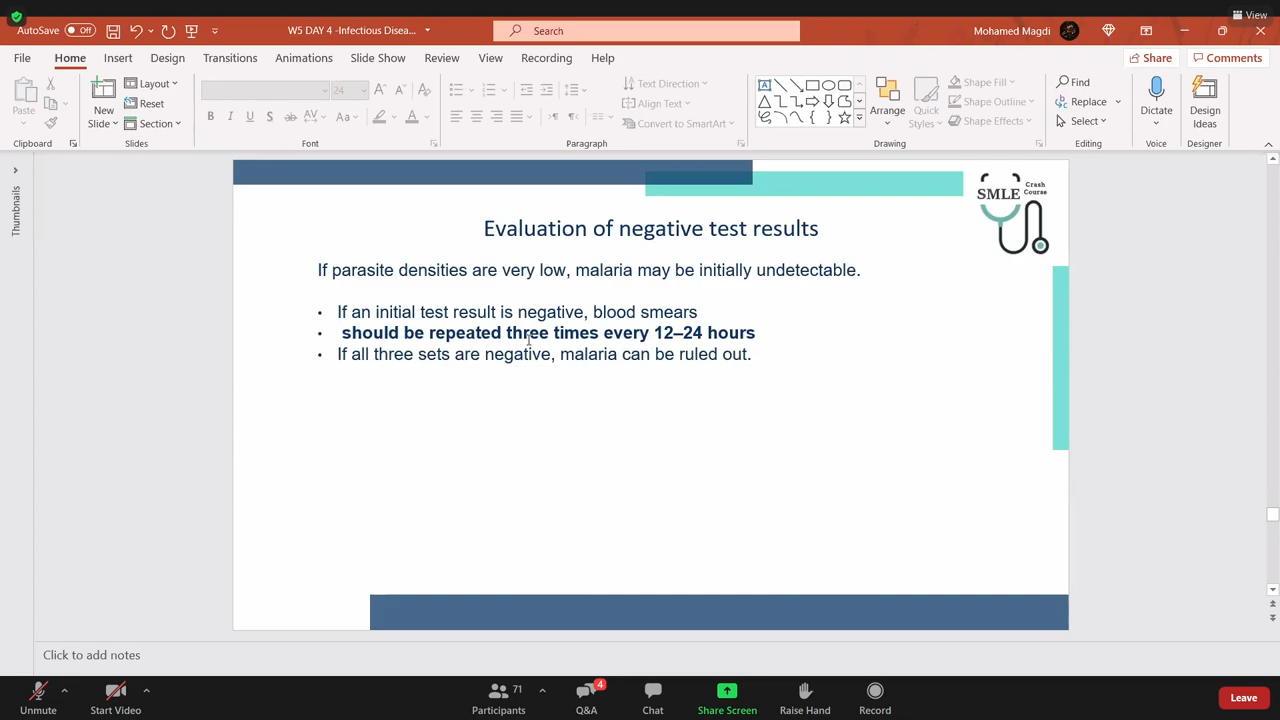 View
AutoSave Off
W5 DAY 4 -Infectious Disea...
Search
Mohamed Magdi
File Home Insert Design Transitions Animations Slide Show Review View Recording Help
Share Comments
Paste
New
Slide
Layout
Reset
Section
24
Text Direction
Align Text
Convert to SmartArt
Arrange
Quick
Styles
Shape Fill
Shape Outline
Shape Effects
Find
Replace
Select
Dictate
Design
Ideas
Clipboard Slides Font Paragraph Drawing Editing Voice Designer
Thumbnails
SMLE Crash
Course
Evaluation of negative test results
If parasite densities are very low, malaria may be initially undetectable.
• If an initial test result is negative, blood smears
• should be repeated three times every 12–24 hours
• If all three sets are negative, malaria can be ruled out.
Click to add notes
71
4
Unmute Start Video Participants Q&A Chat Share Screen Raise Hand Record Leave